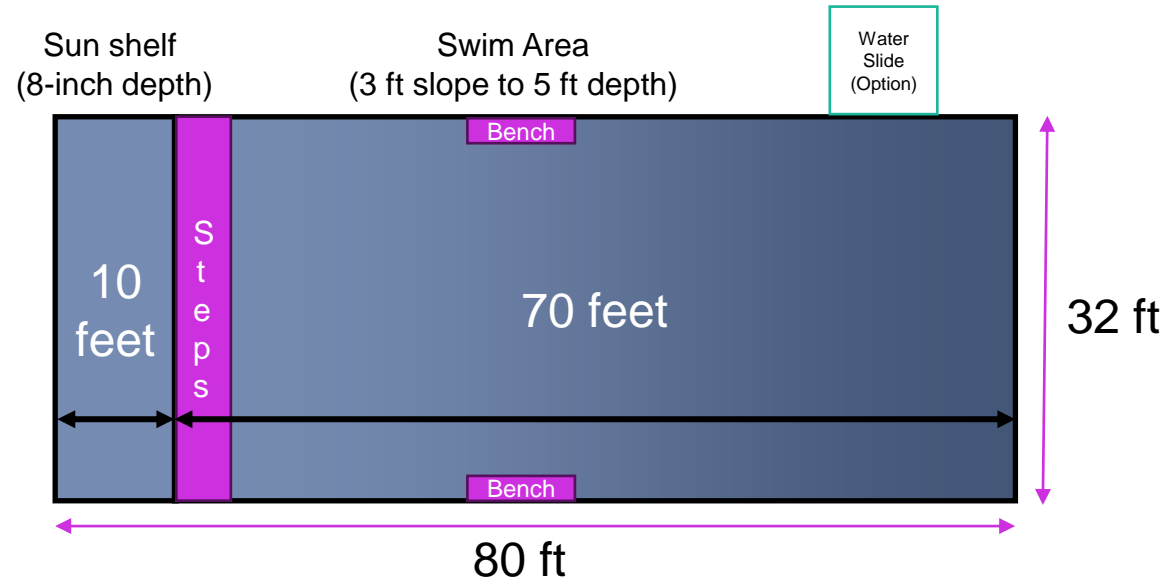 Sun shelf
(8-inch depth)
Swim Area
(3 ft slope to 5 ft depth)
Water
Slide
(Option)
Bench
S
t
e
p
s
10
feet
70 feet
32 ft
Bench
80 ft